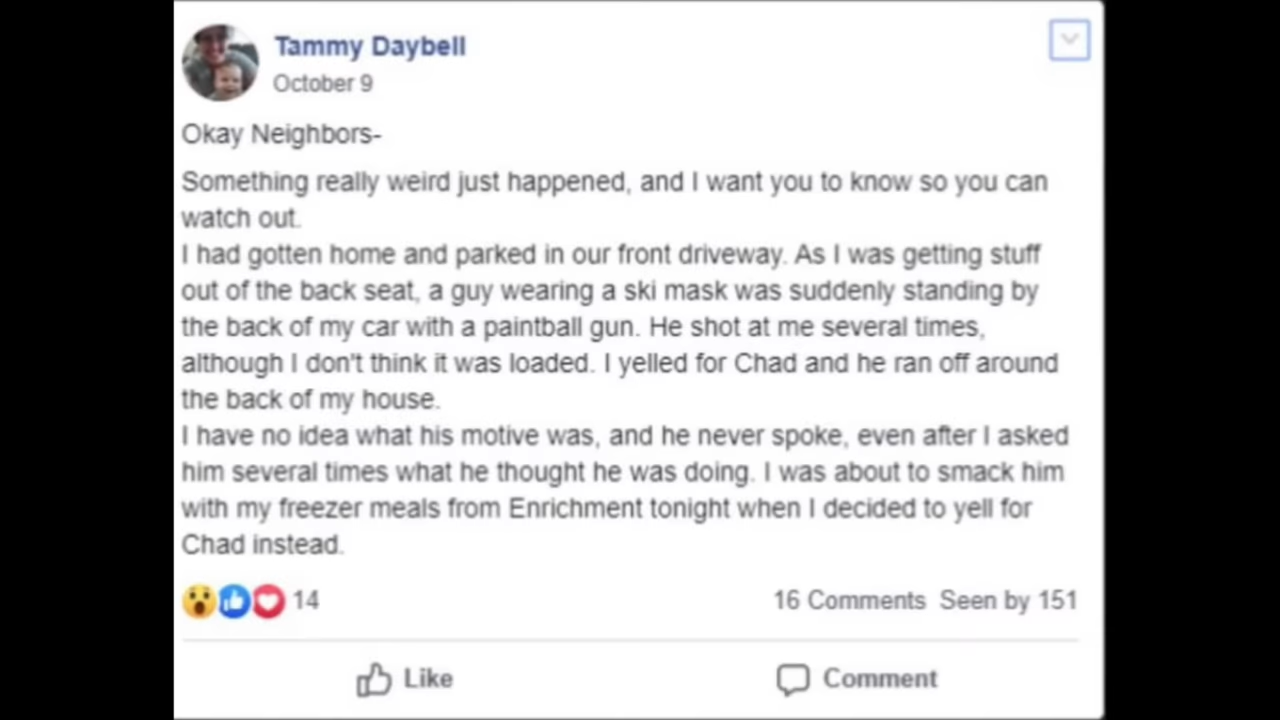 Tammy Daybell
October 9
Okay Neighbors-
Something really weird just happened, and I want you to know so you can
watch out.
I had gotten home and parked in our front driveway. As I was getting stuff
out of the back seat, a guy wearing a ski mask was suddenly standing by
the back of my car with a paintball gun. He shot at me several times,
although I don't think it was loaded. I yelled for Chad and he ran off around
the back of my house.
I have no idea what his motive was, and he never spoke, even after I asked
him several times what he thought he was doing. I was about to smack him
with my freezer meals from Enrichment tonight when I decided to yell for
Chad instead.
14 16 Comments Seen by 151
Like Comment